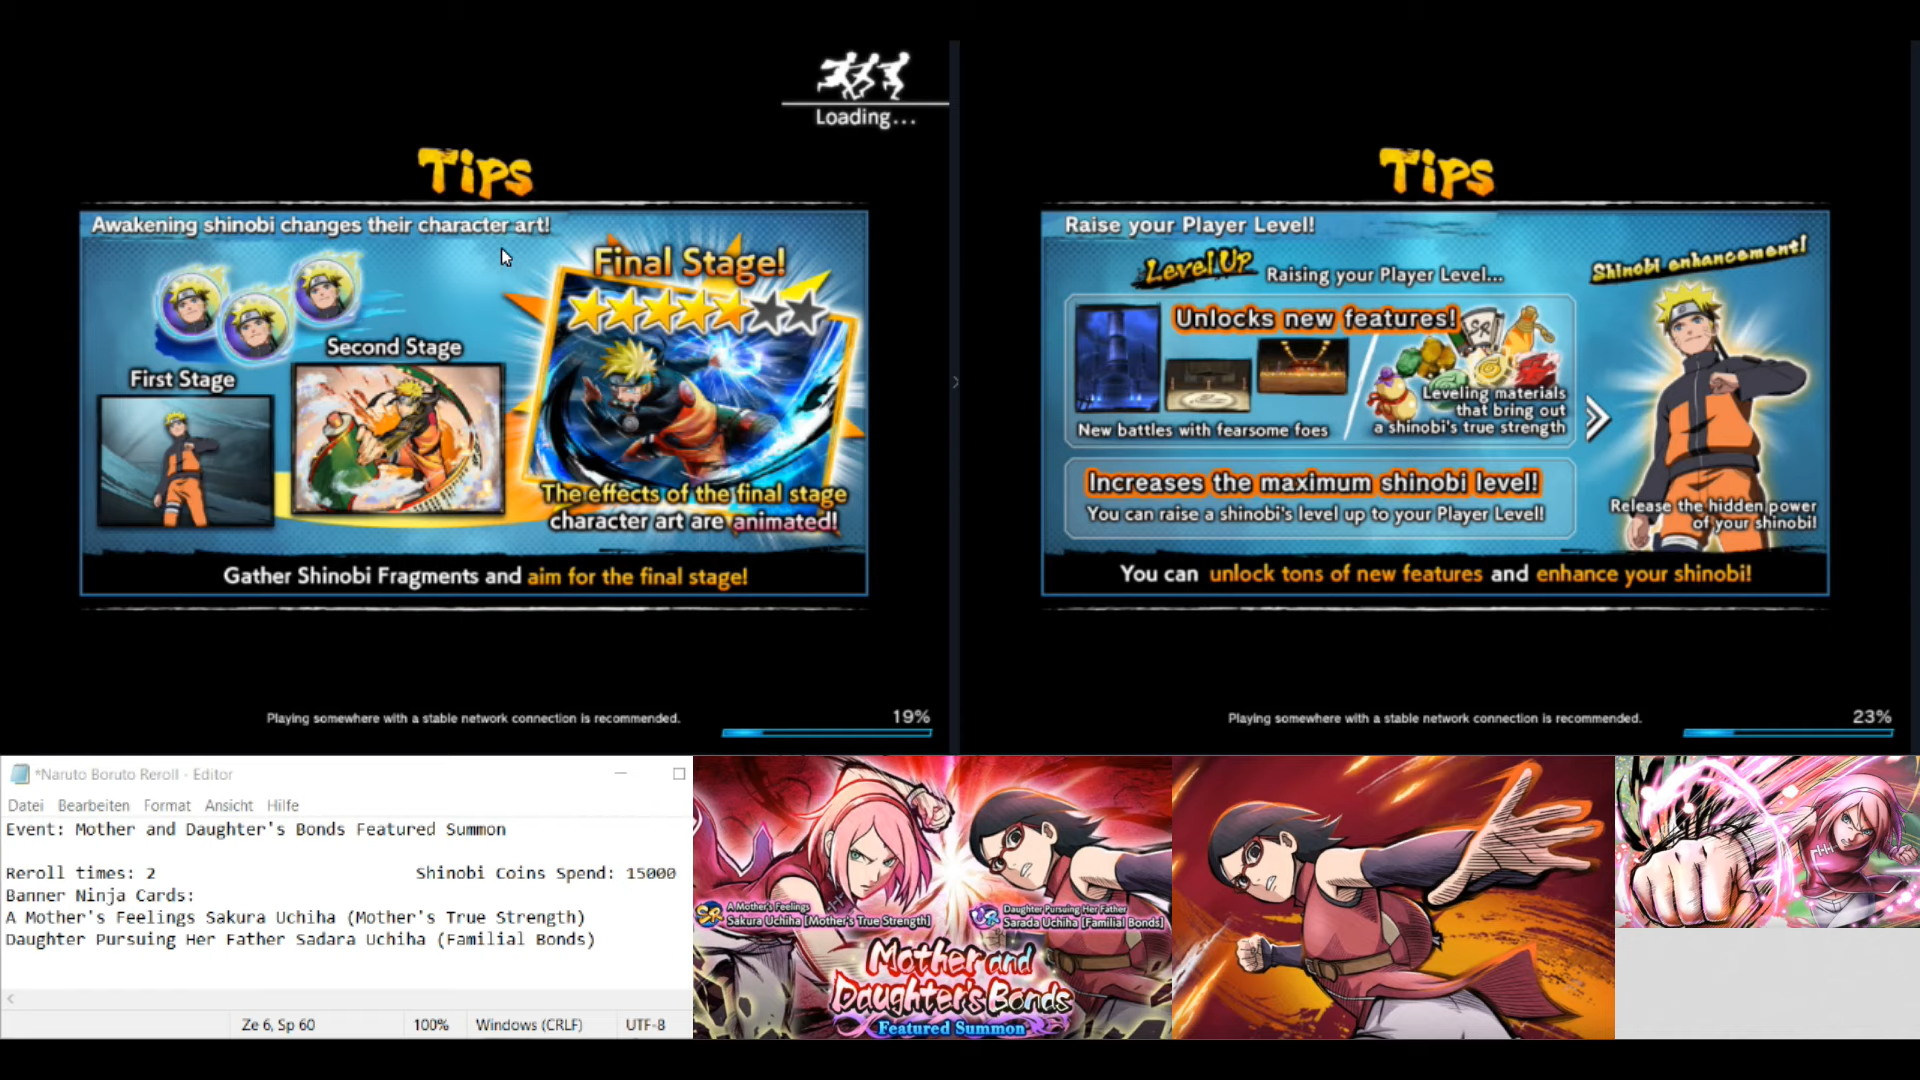 Loading...
Tips
Awakening shinobi changes their character art!
Final Stage!
Second Stage
First Stage
The effects of the final stage
character art are animated!
Gather Shinobi Fragments and aim for the final stage!
Playing somewhere with a stable network connection is recommended.
19%
Tips
Raise your Player Level!
Level Up
Raising your Player Level...
Shinobi enhancement!
Unlocks new features!
SR
New battles with fearsome foes
Leveling materials
that bring out
a shinobi's true strength
Increases the maximum shinobi level!
You can raise a shinobi's level up to your Player Level!
Release the hidden power
of your shinobi!
You can unlock tons of new features and enhance your shinobi!
Playing somewhere with a stable network connection is recommended.
23%
*Naruto Boruto Reroll - Editor
Datei Bearbeiten Format Ansicht Hilfe
Event: Mother and Daughter's Bonds Featured Summon
Reroll times: 2 Shinobi Coins Spend: 15000
Banner Ninja Cards:
A Mother's Feelings Sakura Uchiha (Mother's True Strength)
Daughter Pursuing Her Father Sadara Uchiha (Familial Bonds)
Ze 6, Sp 60 100% Windows (CRLF) UTF-8
SR
A Mother's Feelings
Sakura Uchiha [Mother's True Strength]
UR
Daughter Pursuing Her Father
Sarada Uchiha [Familial Bonds]
Mother and
Daughter's Bonds
Featured Summon